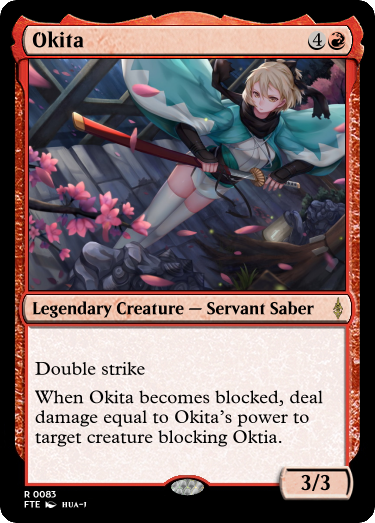 Okita 4
Legendary Creature — Servant Saber
Double strike
When Okita becomes blocked, deal
damage equal to Okita's power to
target creature blocking Oktia.
3/3
R 0083
FTE HUA-J